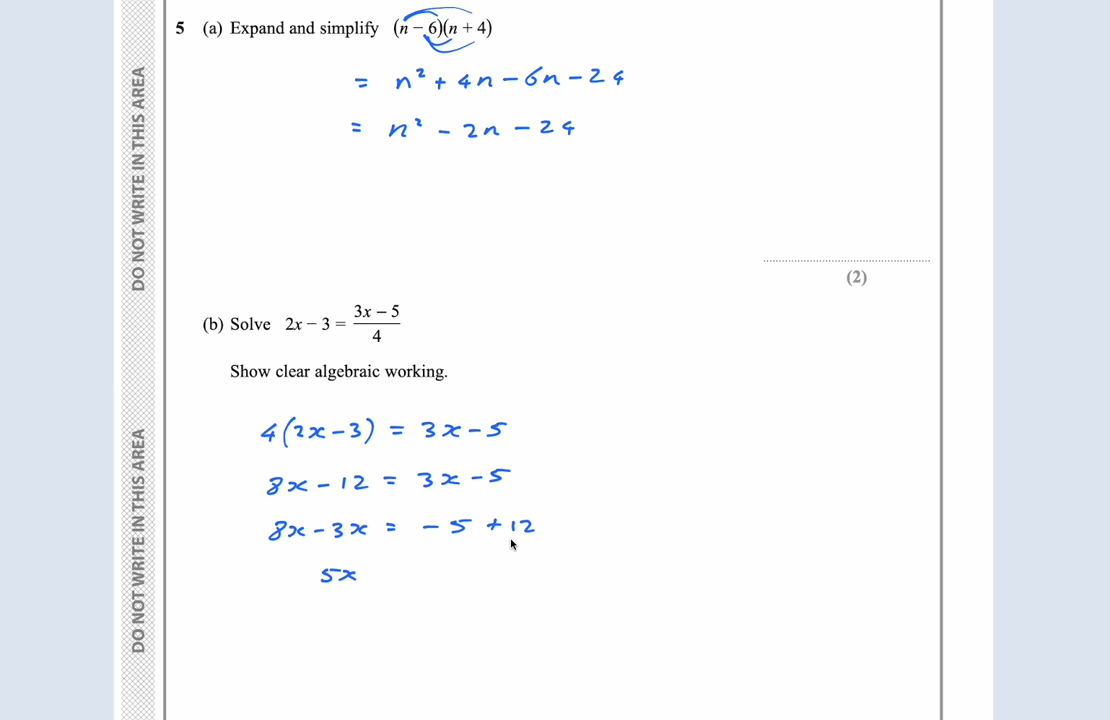 5 (a) Expand and simplify (n − 6)(n + 4)
= n² + 4n − 6n − 24
= n² − 2n − 24
(2)
(b) Solve 2x − 3 = (3x − 5)/4
Show clear algebraic working.
4(2x − 3) = 3x − 5
8x − 12 = 3x − 5
8x − 3x = − 5 + 12
5x
DO NOT WRITE IN THIS AREA
DO NOT WRITE IN THIS AREA